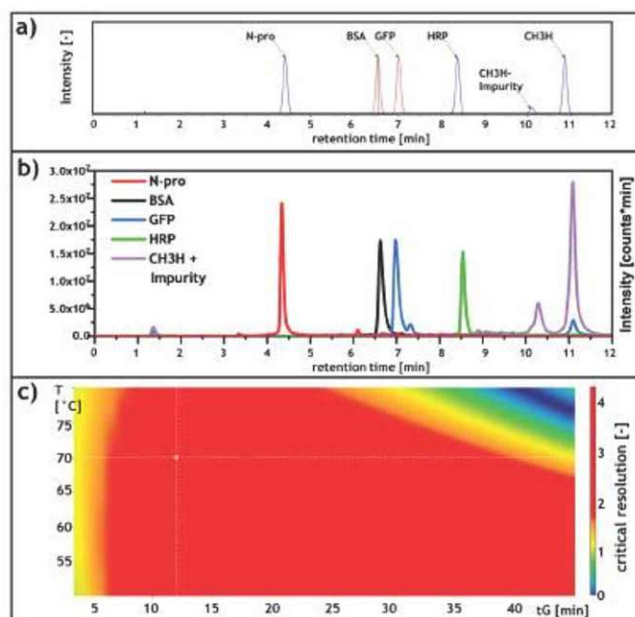 a)
Intensity [-]
N-pro
BSA
GFP
HRP
CH3H-
Impurity
CH3H
0 1 2 3 4 5 6 7 8 9 10 11 12
retention time [min]
b)
3.0x10⁷
2.5x10⁷
2.0x10⁷
1.5x10⁷
1.0x10⁷
5.0x10⁶
0.0
N-pro
BSA
GFP
HRP
CH3H +
Impurity
Intensity [counts*min]
0 1 2 3 4 5 6 7 8 9 10 11 12
retention time [min]
c)
T
[°C]
75
70
65
60
55
5 10 15 20 25 30 35 40 tG [min]
4
3
2
1
0
critical resolution [-]